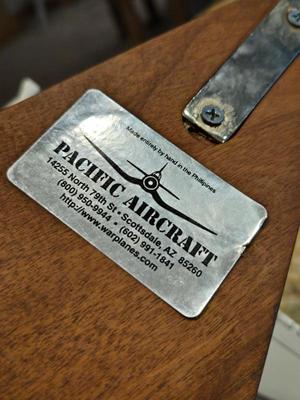 Made entirely by hand in the Philippines
PACIFIC AIRCRAFT
14255 North 79th St • Scottsdale, AZ 85260
(800) 950-9944 • (602) 991-1841
http://www.warplanes.com